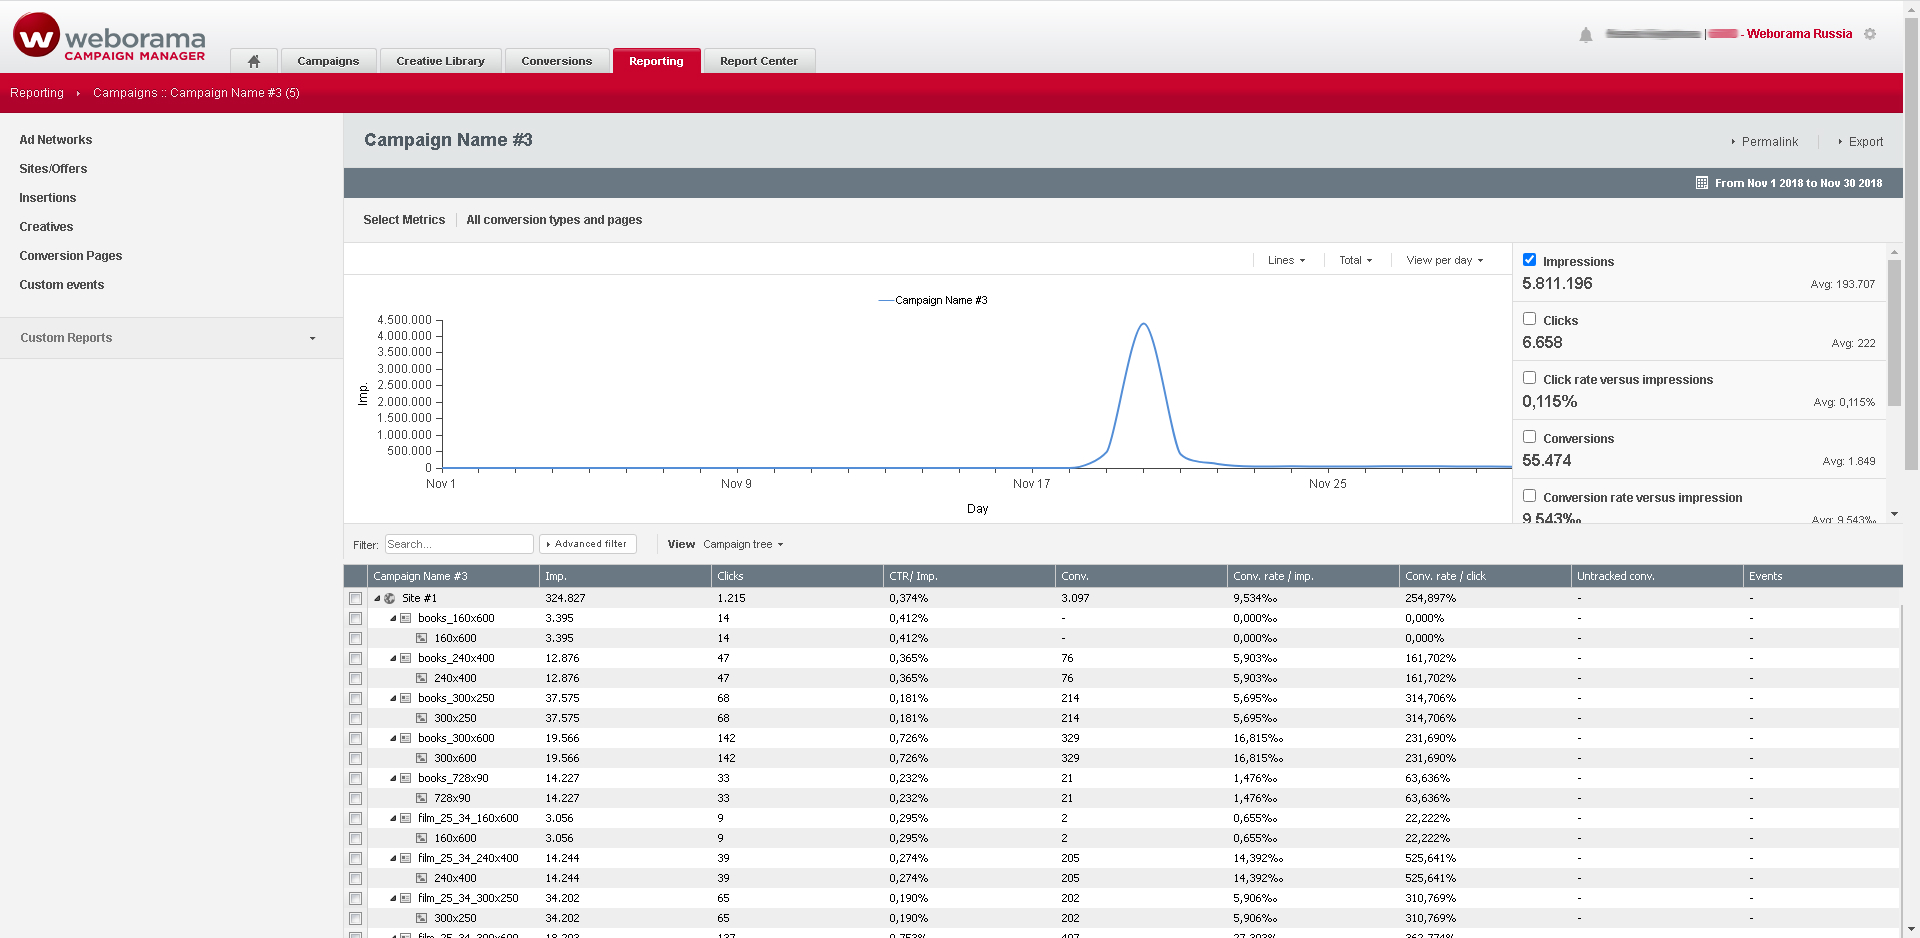 weborama
CAMPAIGN MANAGER
Campaigns
Creative Library
Conversions
Reporting
Report Center
| - Weborama Russia
Reporting
Campaigns :: Campaign Name #3 (5)
Ad Networks
Sites/Offers
Insertions
Creatives
Conversion Pages
Custom events
Custom Reports
Campaign Name #3
Permalink
Export
From Nov 1 2018 to Nov 30 2018
Select Metrics
All conversion types and pages
Lines
Total
View per day
Campaign Name #3
4.500.000
4.000.000
3.500.000
3.000.000
2.500.000
2.000.000
1.500.000
1.000.000
500.000
0
Imp.
Nov 1
Nov 9
Nov 17
Nov 25
Day
Impressions
5.811.196 Avg: 193.707
Clicks
6.658 Avg: 222
Click rate versus impressions
0,115% Avg: 0,115%
Conversions
55.474 Avg: 1.849
Conversion rate versus impression
9,543‰ Avg: 9,543‰
Filter: Search... Advanced filter View Campaign tree
Campaign Name #3 Imp. Clicks CTR/ Imp. Conv. Conv. rate / imp. Conv. rate / click Untracked conv. Events
Site #1 324.827 1.215 0,374% 3.097 9,534‰ 254,897% - -
books_160x600 3.395 14 0,412% - 0,000‰ 0,000% - -
160x600 3.395 14 0,412% - 0,000‰ 0,000% - -
books_240x400 12.876 47 0,365% 76 5,903‰ 161,702% - -
240x400 12.876 47 0,365% 76 5,903‰ 161,702% - -
books_300x250 37.575 68 0,181% 214 5,695‰ 314,706% - -
300x250 37.575 68 0,181% 214 5,695‰ 314,706% - -
books_300x600 19.566 142 0,726% 329 16,815‰ 231,690% - -
300x600 19.566 142 0,726% 329 16,815‰ 231,690% - -
books_728x90 14.227 33 0,232% 21 1,476‰ 63,636% - -
728x90 14.227 33 0,232% 21 1,476‰ 63,636% - -
film_25_34_160x600 3.056 9 0,295% 2 0,655‰ 22,222% - -
160x600 3.056 9 0,295% 2 0,655‰ 22,222% - -
film_25_34_240x400 14.244 39 0,274% 205 14,392‰ 525,641% - -
240x400 14.244 39 0,274% 205 14,392‰ 525,641% - -
film_25_34_300x250 34.202 65 0,190% 202 5,906‰ 310,769% - -
300x250 34.202 65 0,190% 202 5,906‰ 310,769% - -
film_25_34_300x600